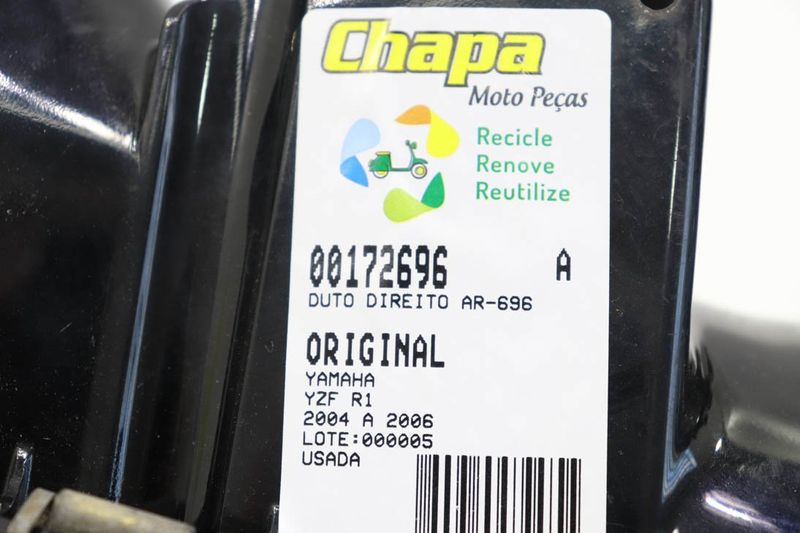 Chapa
Moto Peças
Recicle
Renove
Reutilize
00172696 A
DUTO DIREITO AR-696
ORIGINAL
YAMAHA
YZF R1
2004 A 2006
LOTE:000005
USADA